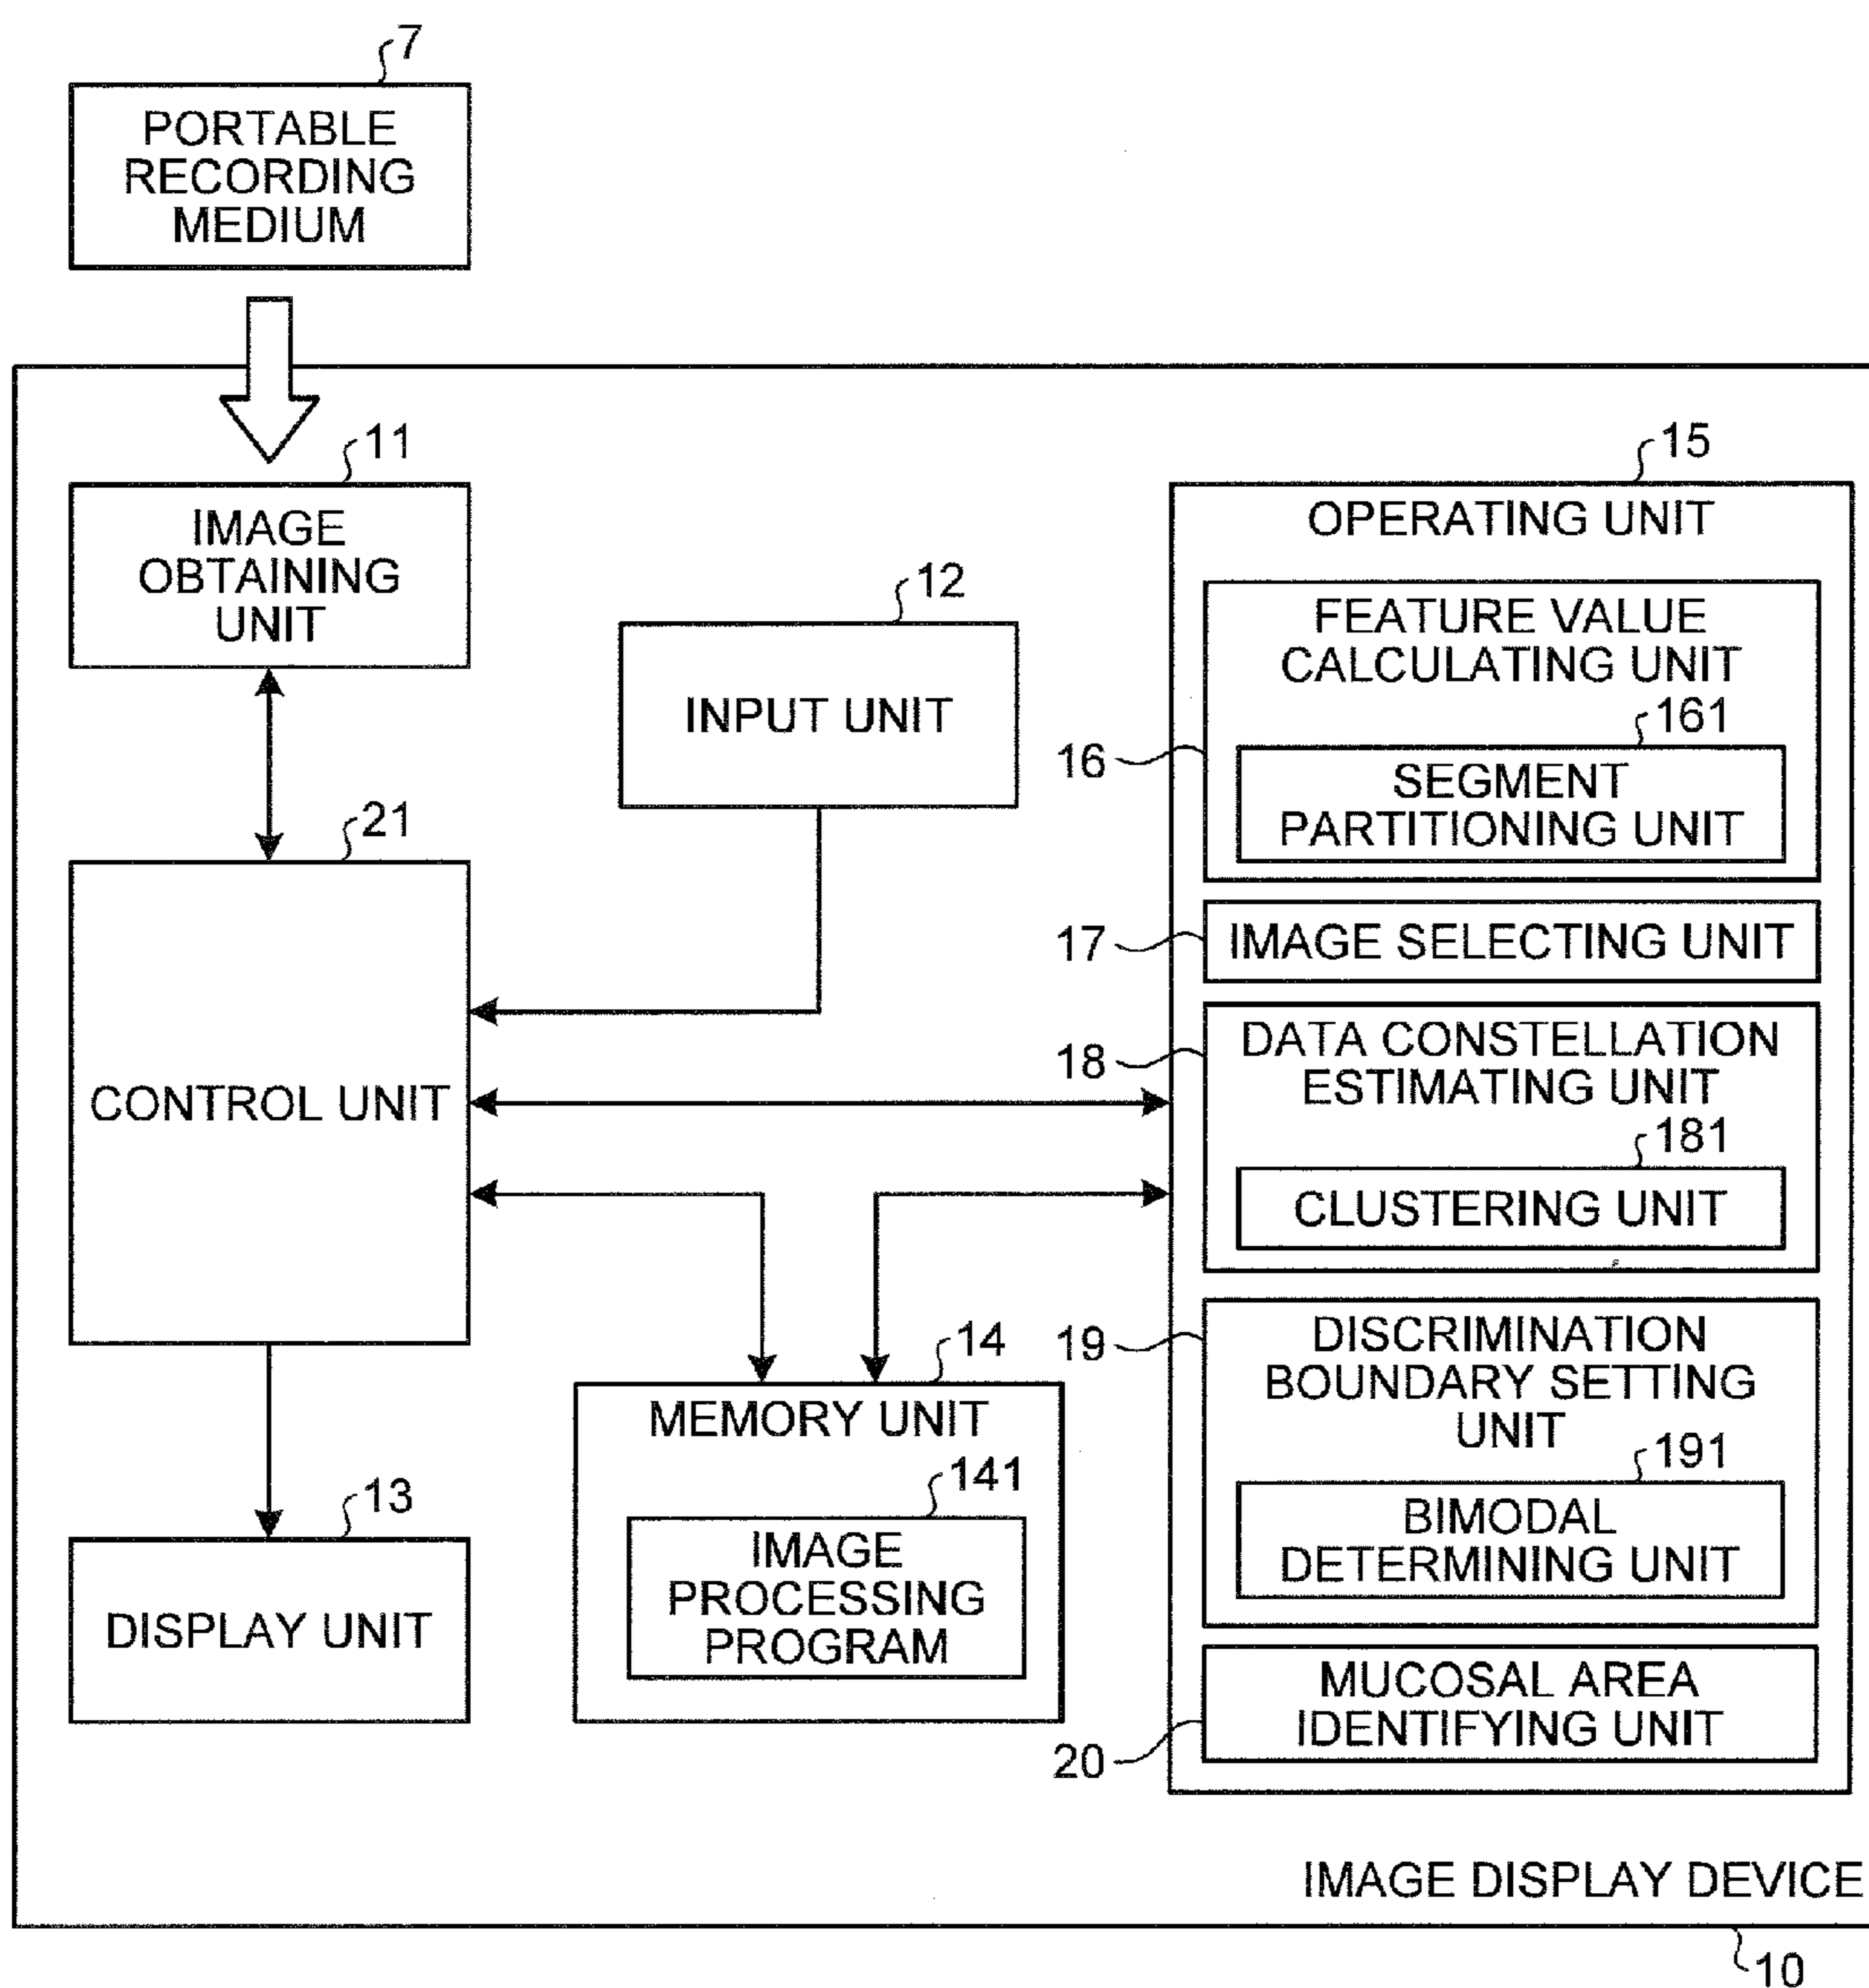 7
PORTABLE
RECORDING
MEDIUM
11
IMAGE
OBTAINING
UNIT
12
INPUT UNIT
21
CONTROL UNIT
13
DISPLAY UNIT
14
MEMORY UNIT
141
IMAGE
PROCESSING
PROGRAM
15
OPERATING UNIT
16
FEATURE VALUE
CALCULATING UNIT
161
SEGMENT
PARTITIONING UNIT
17
IMAGE SELECTING UNIT
18
DATA CONSTELLATION
ESTIMATING UNIT
181
CLUSTERING UNIT
19
DISCRIMINATION
BOUNDARY SETTING
UNIT
191
BIMODAL
DETERMINING UNIT
20
MUCOSAL AREA
IDENTIFYING UNIT
IMAGE DISPLAY DEVICE
10